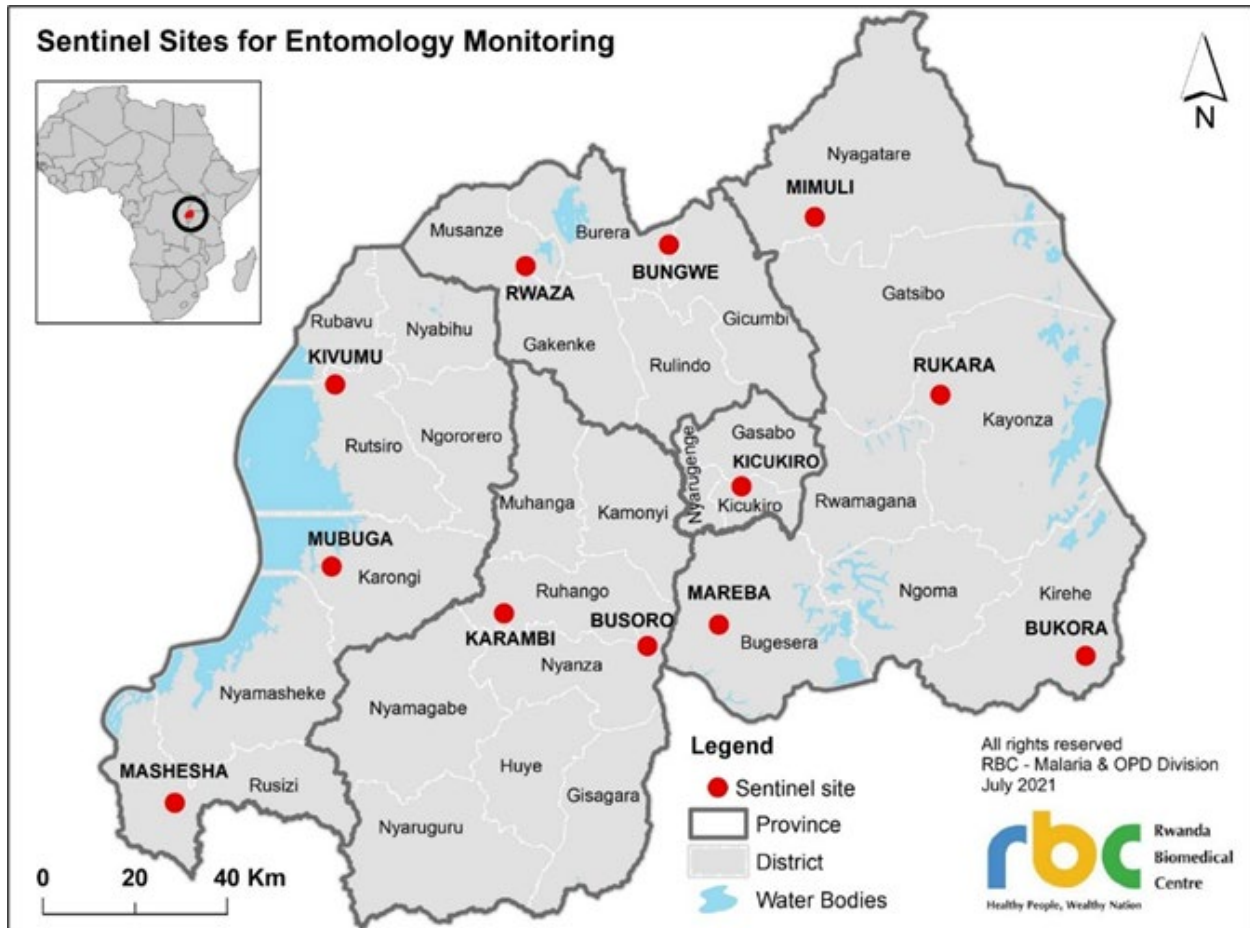 Sentinel Sites for Entomology Monitoring
N
Nyagatare
MIMULI
Musanze
Burera
BUNGWE
RWAZA
Gatsibo
Rubavu
Nyabihu
Gicumbi
KIVUMU
Gakenke
Rulindo
RUKARA
Kayonza
Rutsiro
Ngororero
Gasabo
Nyarugenge
KICUKIRO
Kicukiro
Muhanga
Kamonyi
Rwamagana
MUBUGA
Karongi
Ruhango
MAREBA
Ngoma
Kirehe
KARAMBI
BUSORO
Bugesera
BUKORA
Nyanza
Nyamasheke
Nyamagabe
Huye
Gisagara
MASHESHA
Rusizi
Nyaruguru
0 20 40 Km
Legend
Sentinel site
Province
District
Water Bodies
All rights reserved
RBC - Malaria & OPD Division
July 2021
rbc
Rwanda
Biomedical
Centre
Healthy People, Wealthy Nation